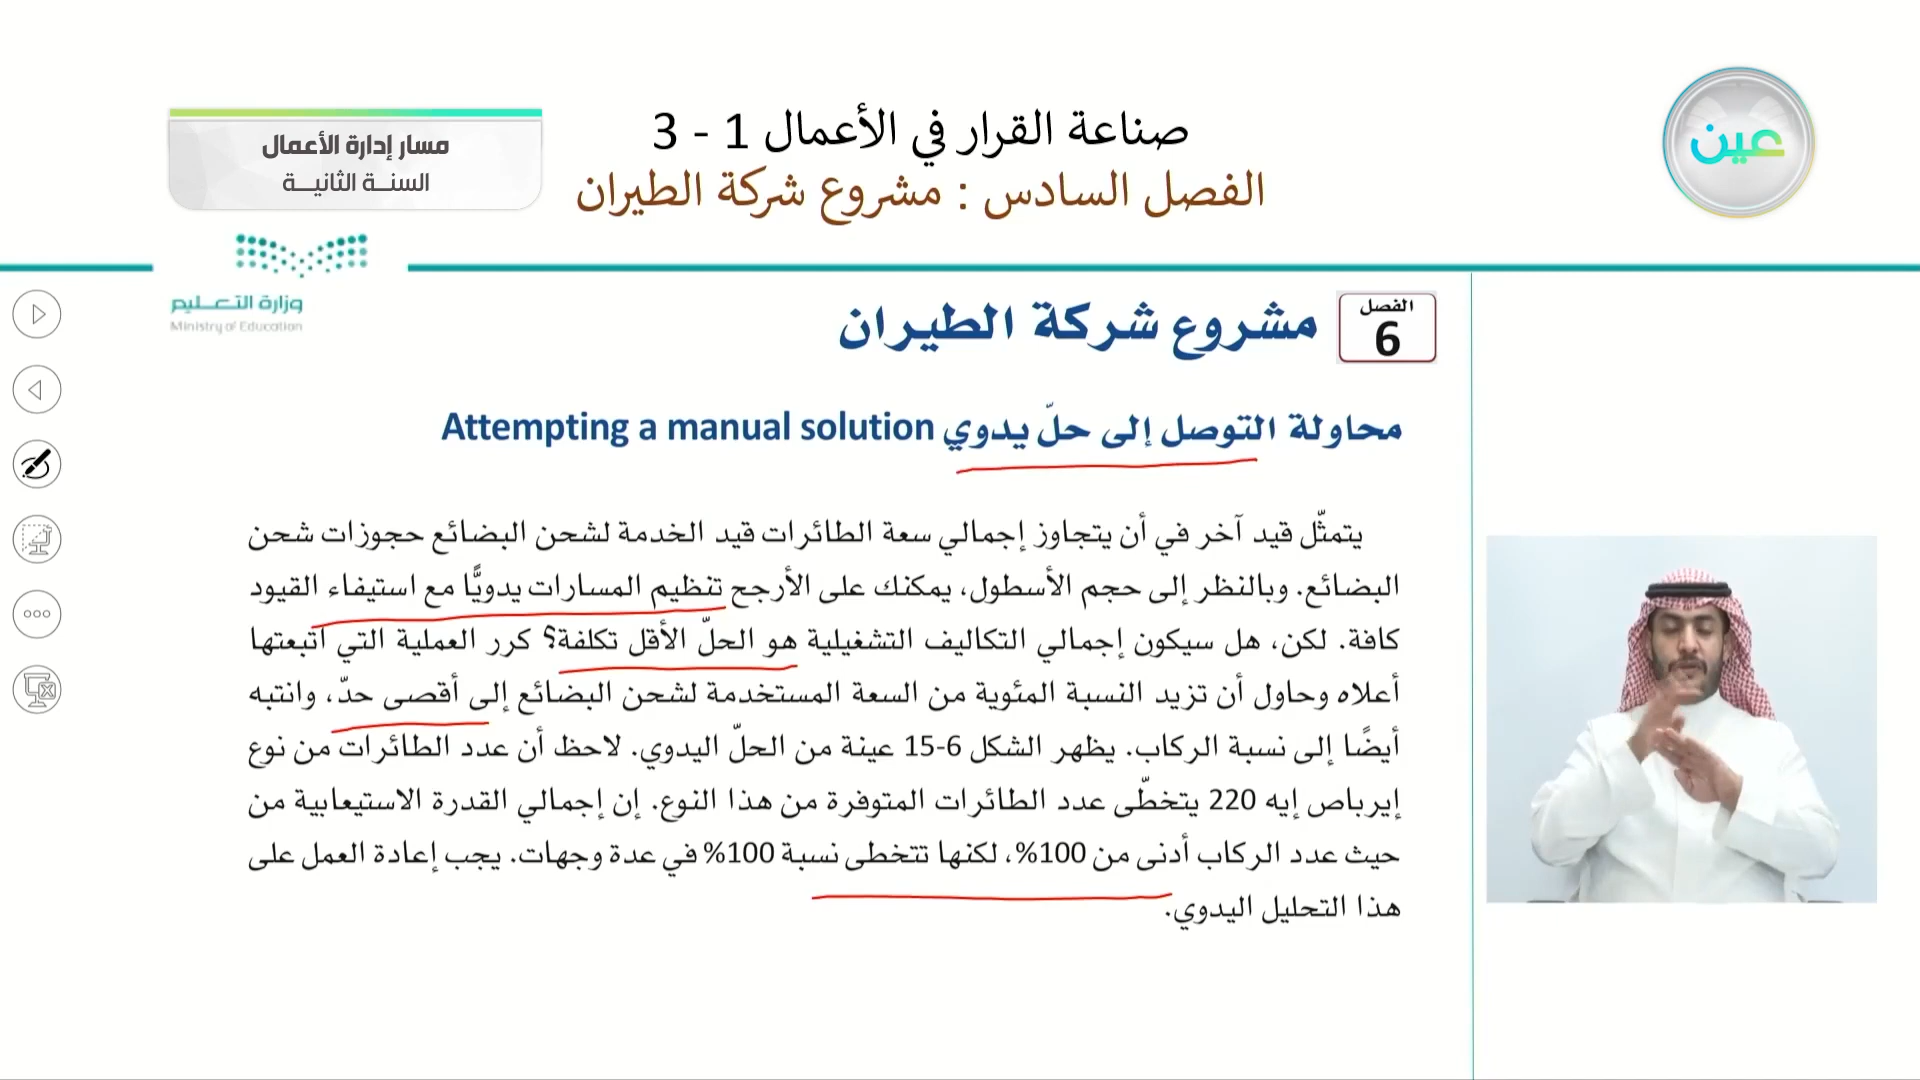 صناعة القرار في الأعمال 1 - 3
الفصل السادس : مشروع شركة الطيران
مسار إدارة الأعمال
السنة الثانية
عين
وزارة التعليم
Ministry of Education
الفصل
6
مشروع شركة الطيران
محاولة التوصل إلى حلّ يدوي Attempting a manual solution
يتمثّل قيد آخر في أن يتجاوز إجمالي سعة الطائرات قيد الخدمة لشحن البضائع حجوزات شحن
البضائع. وبالنظر إلى حجم الأسطول، يمكنك على الأرجح تنظيم المسارات يدويًّا مع استيفاء القيود
كافة. لكن، هل سيكون إجمالي التكاليف التشغيلية هو الحلّ الأقل تكلفة؟ كرر العملية التي اتبعتها
أعلاه وحاول أن تزيد النسبة المئوية من السعة المستخدمة لشحن البضائع إلى أقصى حدّ، وانتبه
أيضًا إلى نسبة الركاب. يظهر الشكل 6-15 عينة من الحلّ اليدوي. لاحظ أن عدد الطائرات من نوع
إيرباص إيه 220 يتخطّى عدد الطائرات المتوفرة من هذا النوع. إن إجمالي القدرة الاستيعابية من
حيث عدد الركاب أدنى من 100%، لكنها تتخطى نسبة 100% في عدة وجهات. يجب إعادة العمل على
هذا التحليل اليدوي.